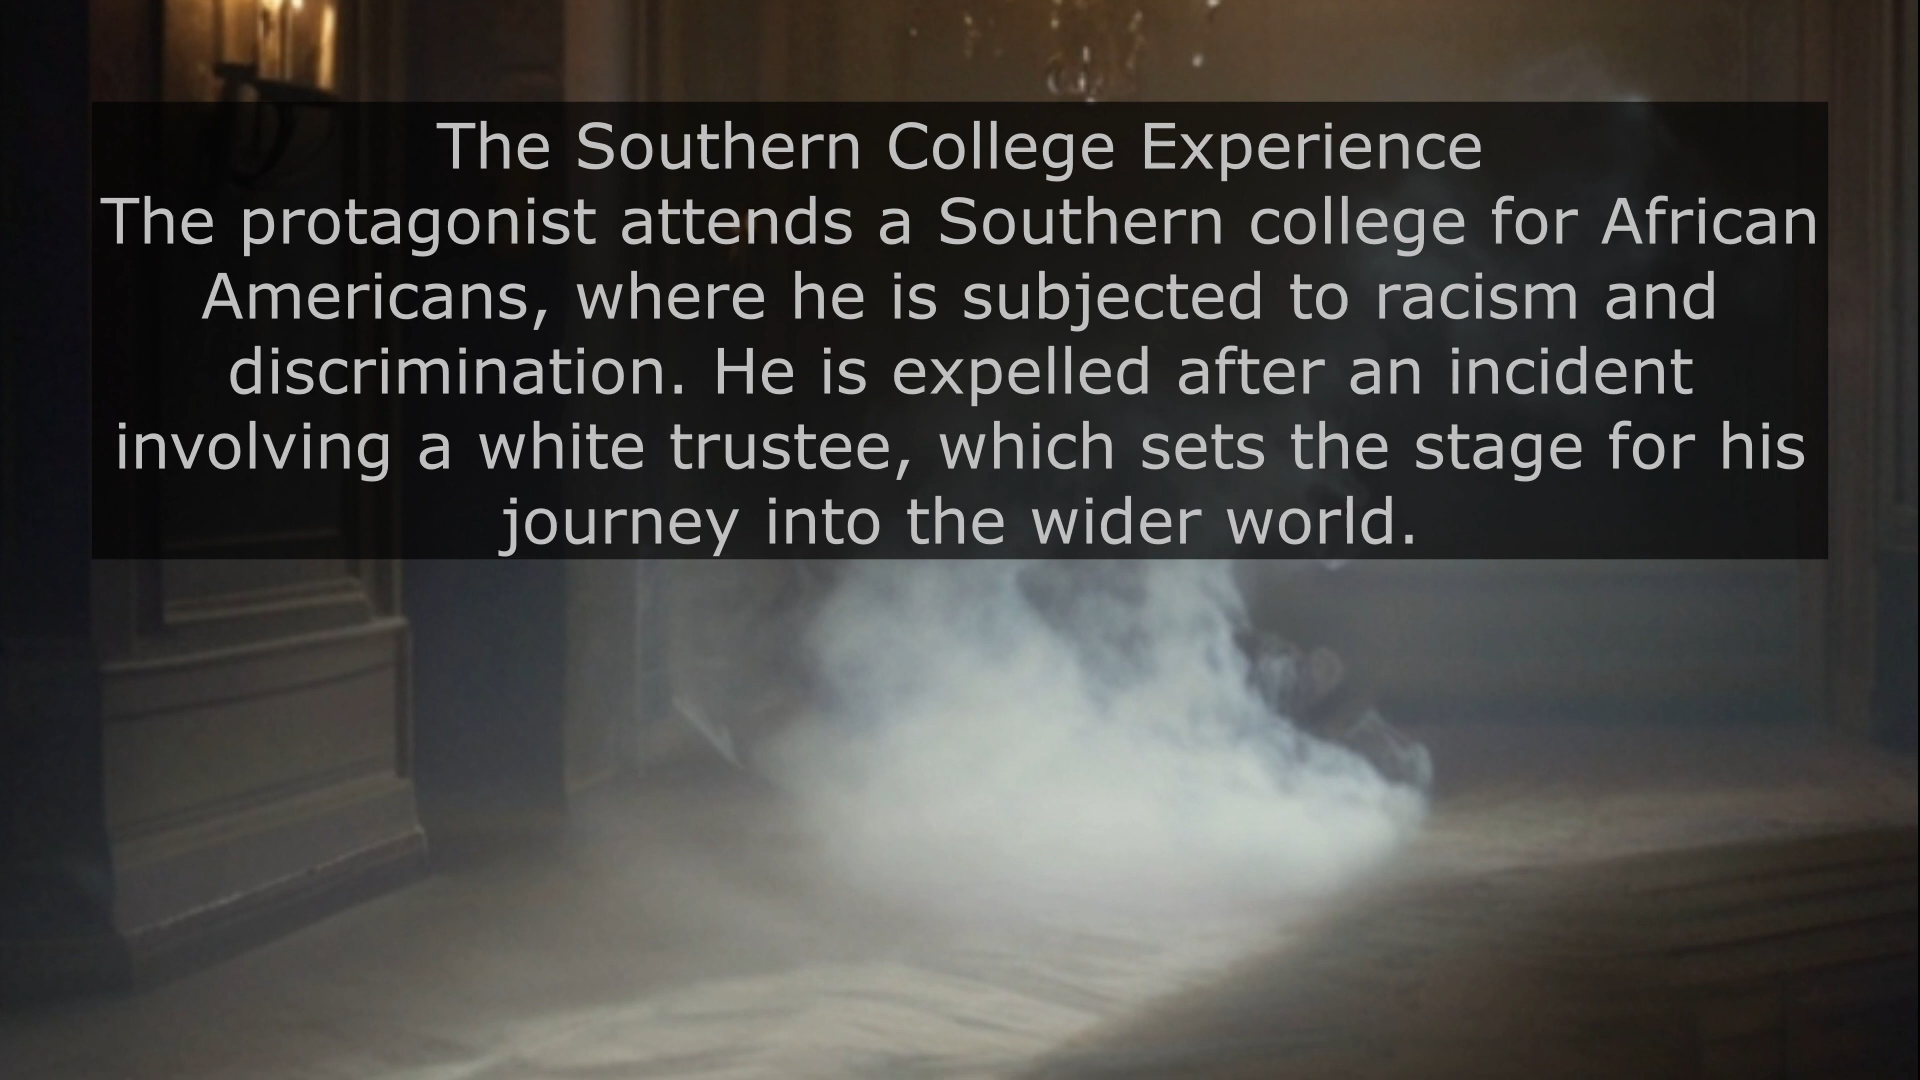 The Southern College Experience
The protagonist attends a Southern college for African
Americans, where he is subjected to racism and
discrimination. He is expelled after an incident
involving a white trustee, which sets the stage for his
journey into the wider world.